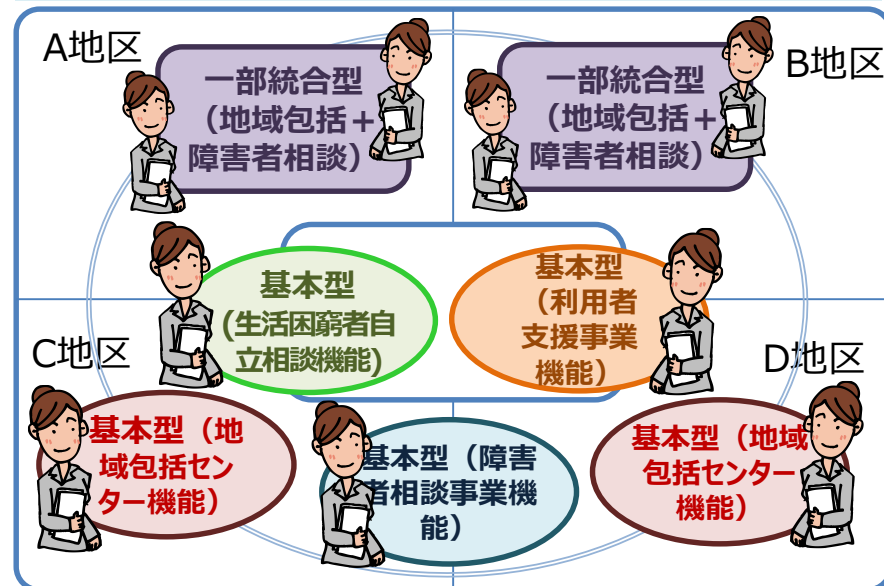 A地区
一部統合型
（地域包括＋
障害者相談）
一部統合型
（地域包括＋
障害者相談）
B地区
基本型
(生活困窮者自
立相談機能)
基本型
（利用者
支援事業
機能）
C地区
D地区
基本型（地
域包括セン
ター機能）
基本型（障害
者相談事業機
能）
基本型（地域
包括センター
機能）